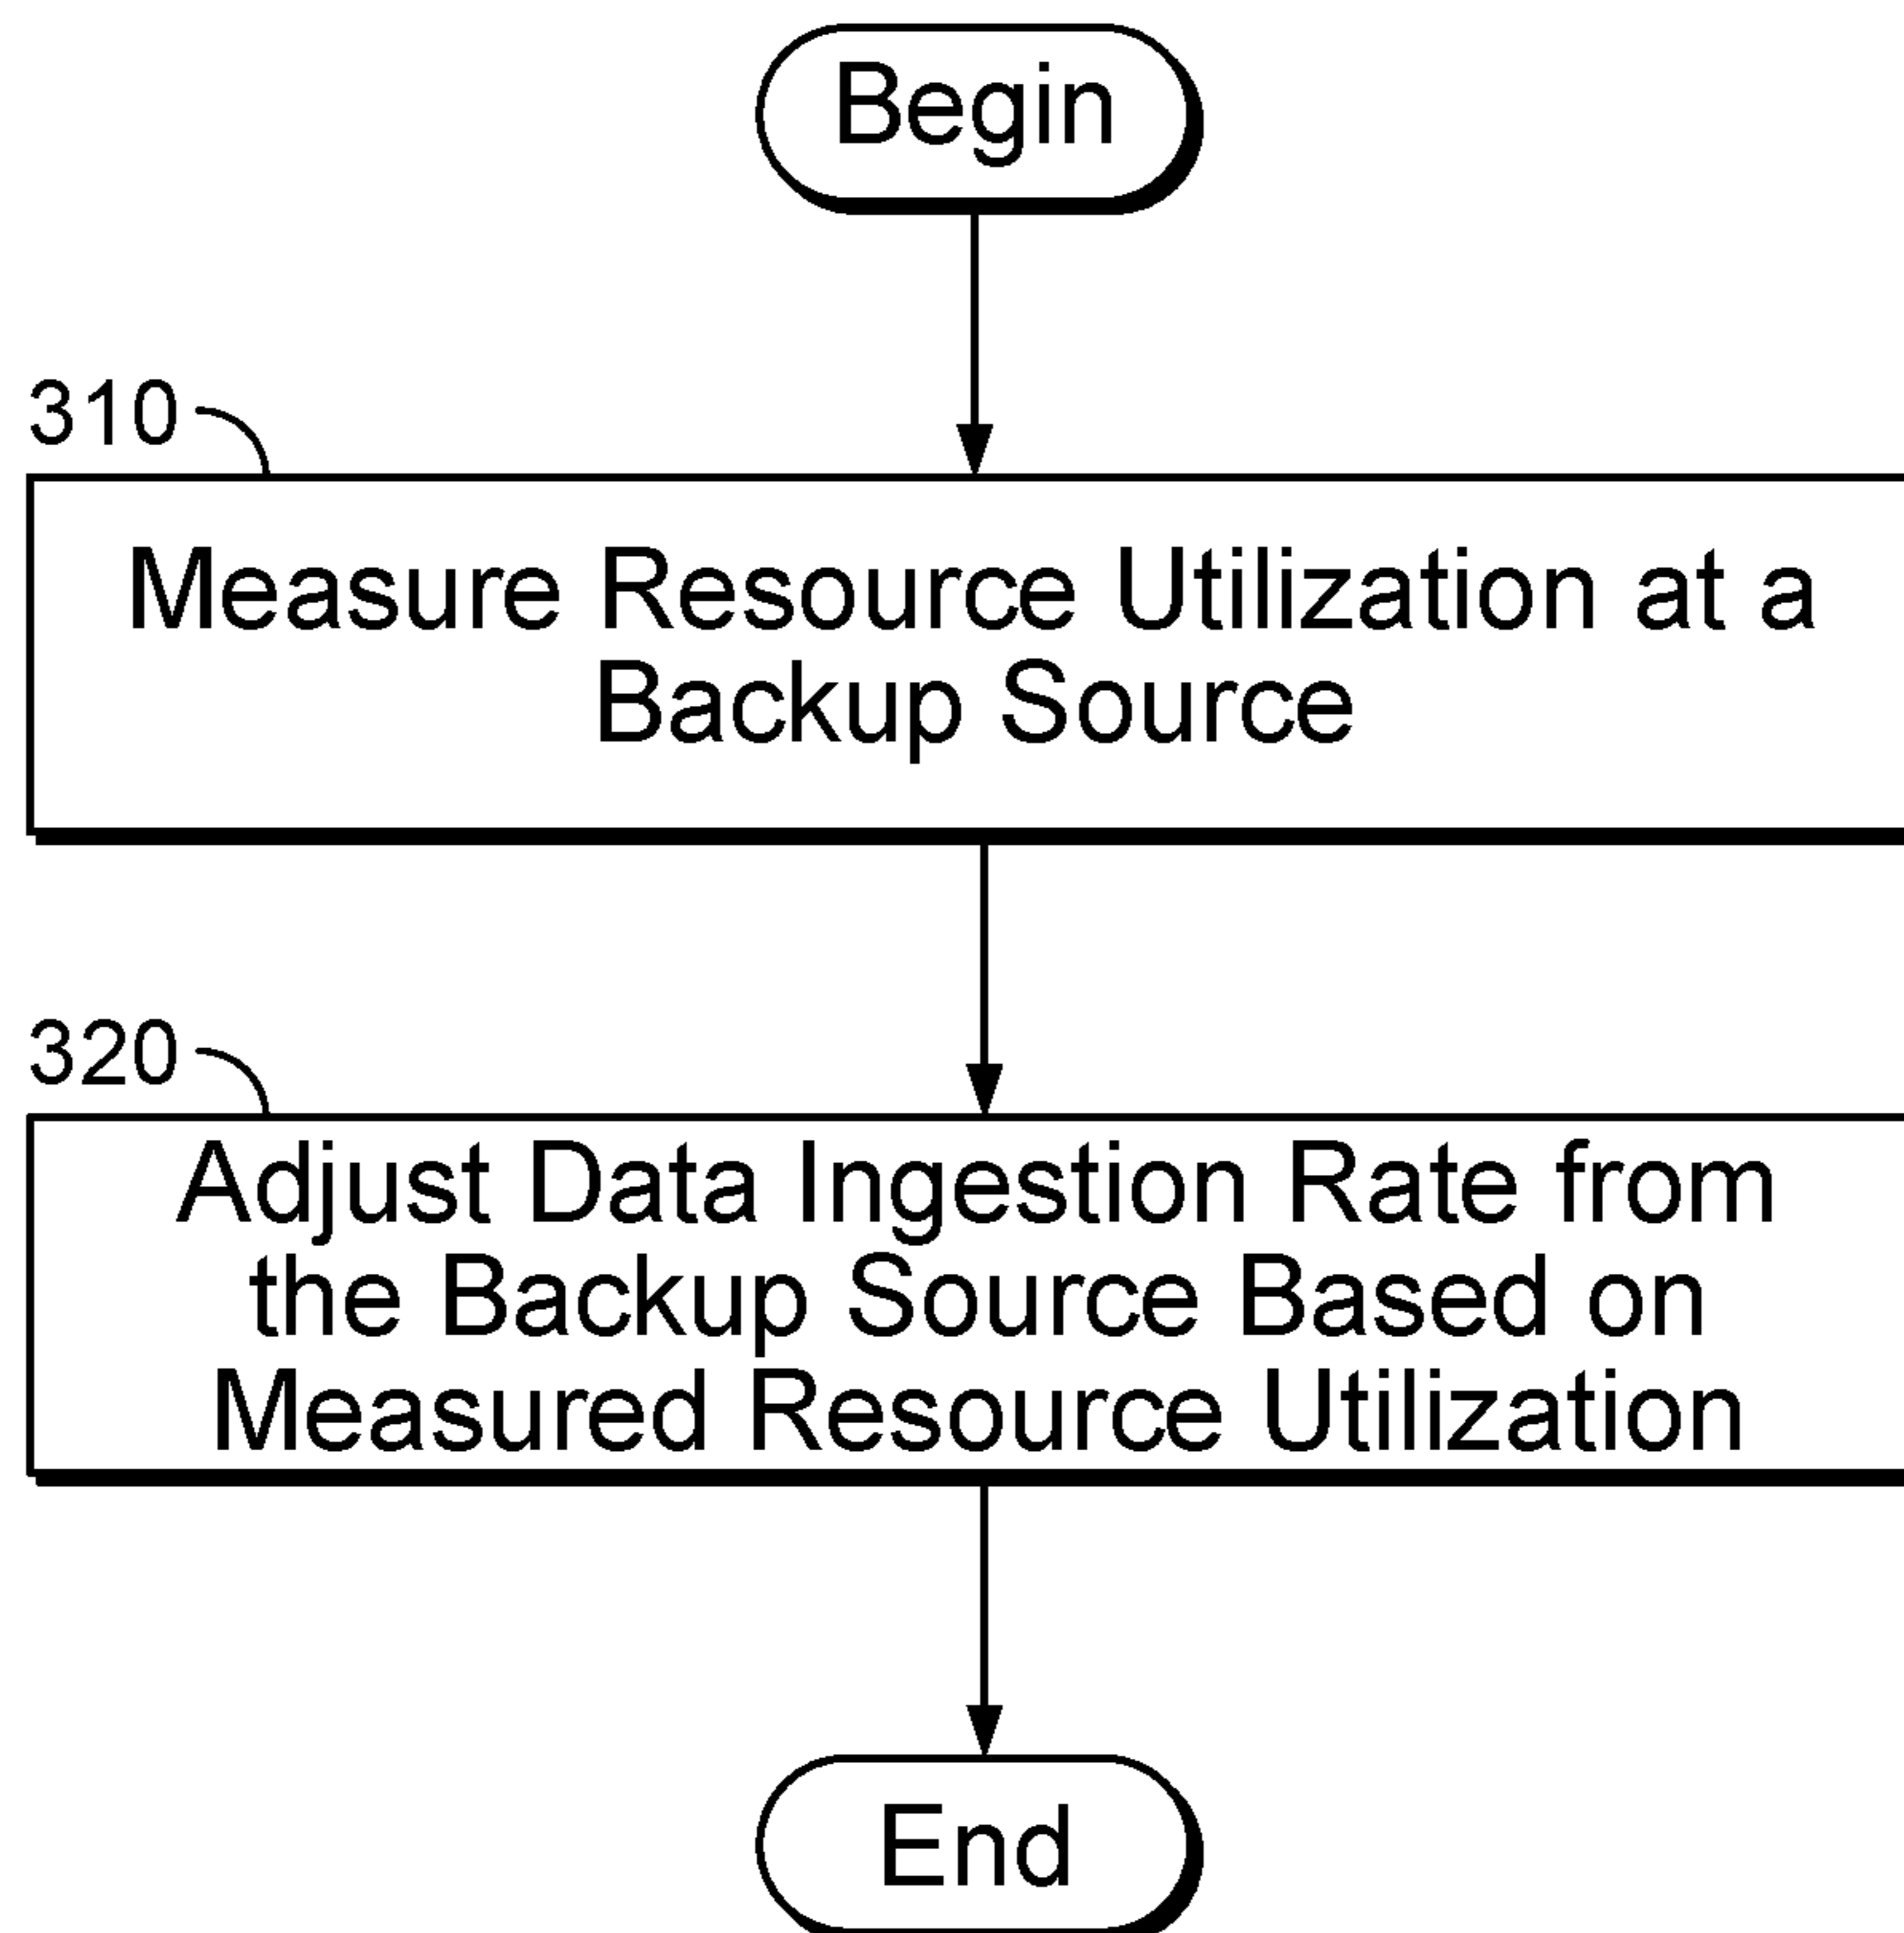 Begin
310
Measure Resource Utilization at a
Backup Source
320
Adjust Data Ingestion Rate from
the Backup Source Based on
Measured Resource Utilization
End